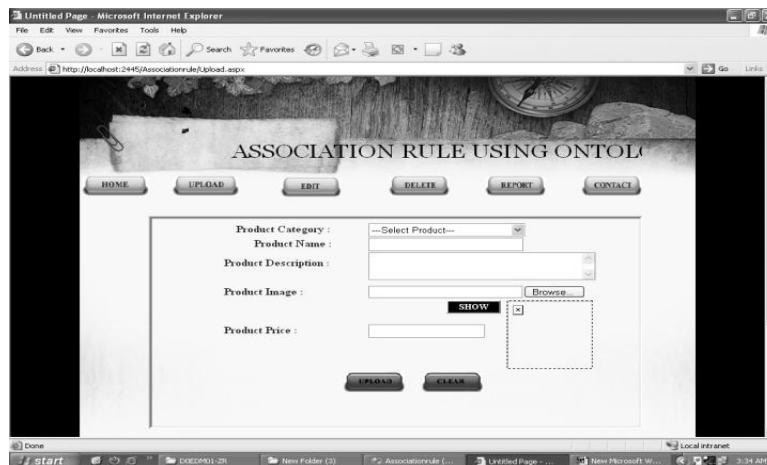 Untitled Page - Microsoft Internet Explorer
File Edit View Favorites Tools Help
Back Search Favorites
Address http://localhost:2445/Associationrule/Upload.aspx Go Links
ASSOCIATION RULE USING ONTOLO
HOME UPLOAD EDIT DELETE REPORT CONTACT
Product Category : ---Select Product---
Product Name :
Product Description :
Product Image : Browse...
SHOW
Product Price :
UPLOAD CLEAR
Done Local intranet
start DOEDM01-ZR New Folder (3) Associationrule (... Untitled Page - ... New Microsoft W... 3:34 AM